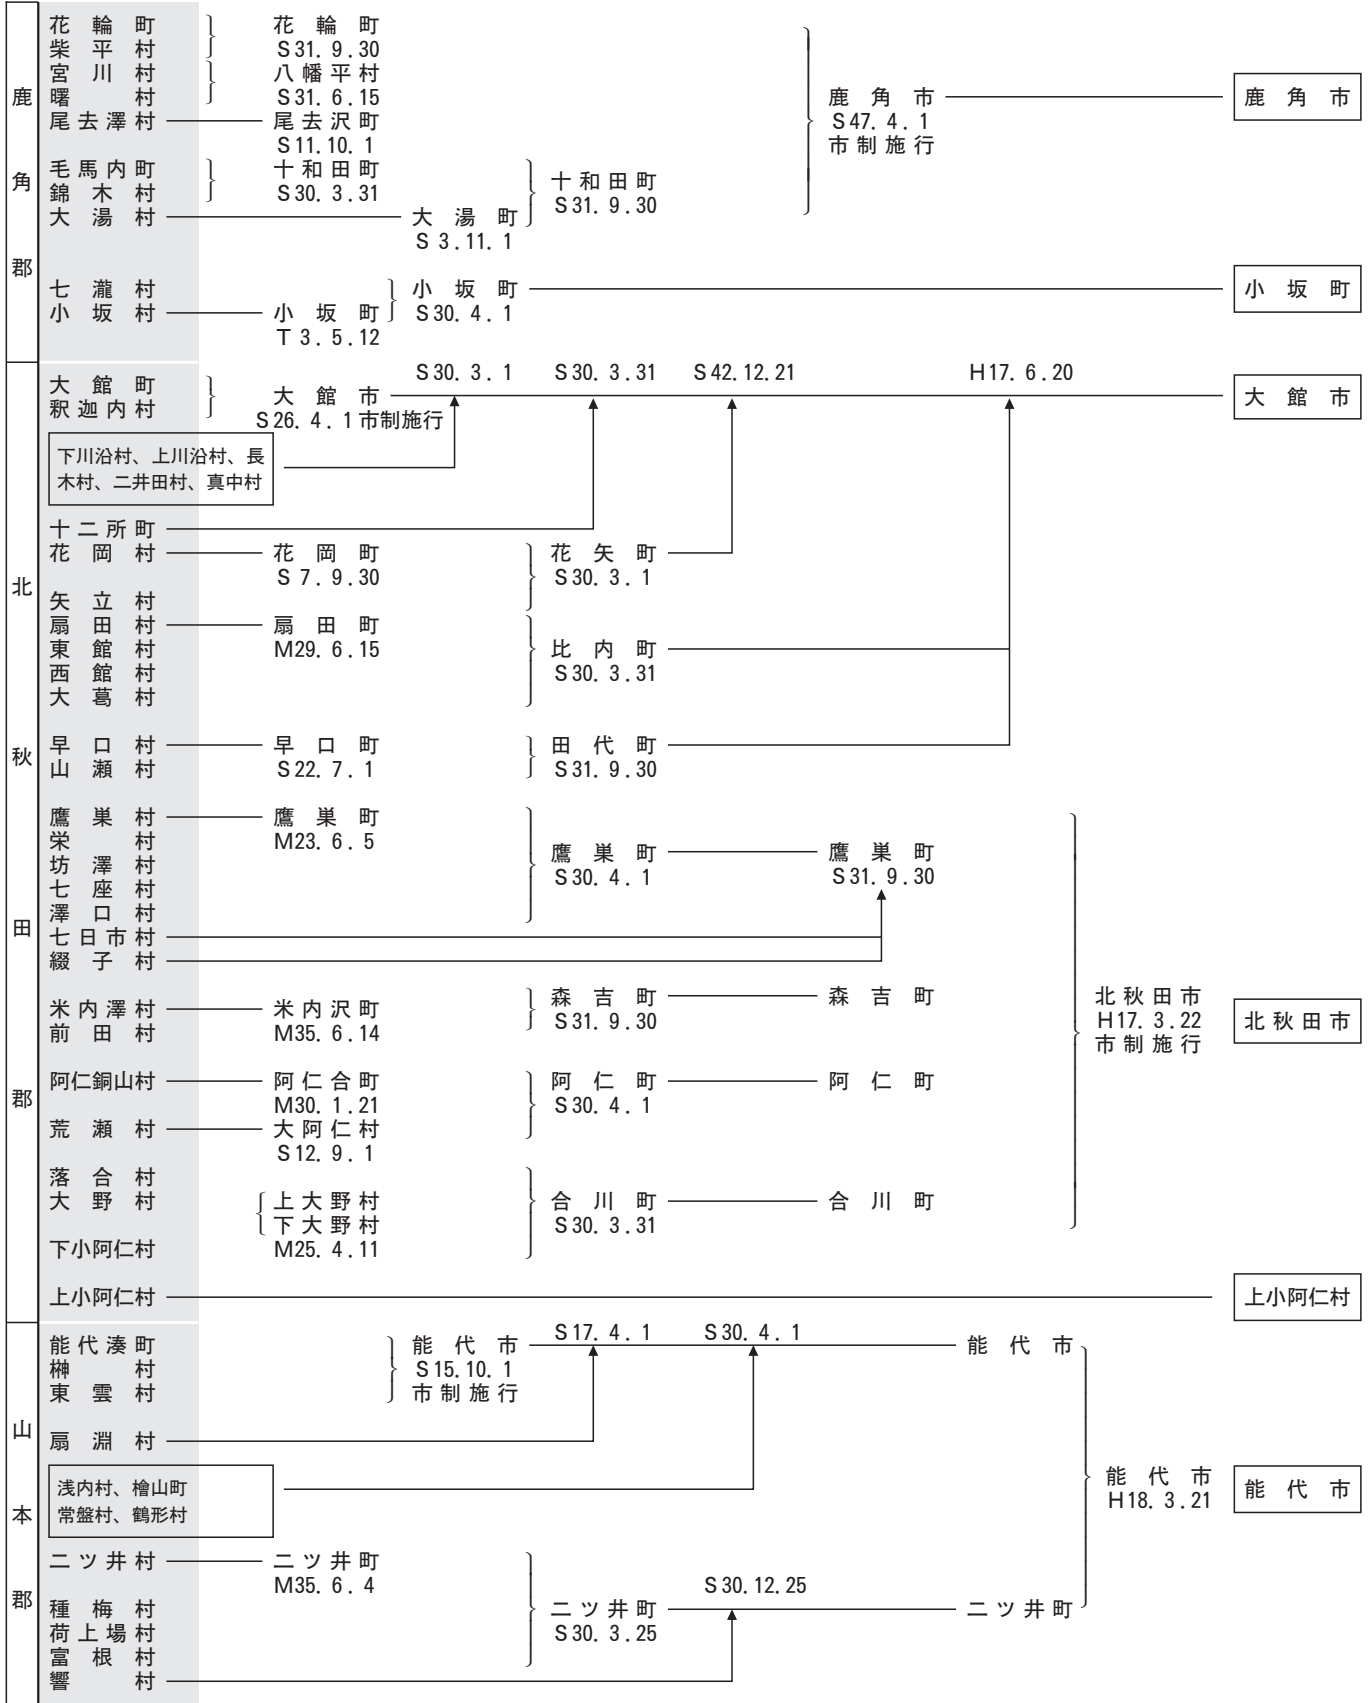 鹿角郡
花輪町 花輪町
柴平村 S31. 9.30
宮川村 八幡平村
曙村 S31. 6.15
鹿角市 鹿角市
尾去澤村 尾去沢町 S47. 4. 1
S11.10. 1 市制施行
毛馬内町 十和田町
十和田町
錦木村 S30. 3.31
S31. 9.30
大湯村 大湯町
S 3.11. 1
七瀧村 小坂町 小坂町
小坂村 小坂町 S30. 4. 1
T 3. 5.12
北秋田郡
S30. 3. 1 S30. 3.31 S42.12.21 H17. 6.20
大館町
大館市 大館市
釈迦内村
S26. 4. 1 市制施行
下川沿村、上川沿村、長
木村、二井田村、真中村
十二所町
花岡村 花岡町 花矢町
S 7. 9.30 S30. 3. 1
矢立村
扇田村 扇田町
東館村 M29. 6.15 比内町
西館村 S30. 3.31
大葛村
早口村 早口町 田代町
山瀬村 S22. 7. 1 S31. 9.30
鷹巣村 鷹巣町
栄村 M23. 6. 5
鷹巣町 鷹巣町
坊澤村
七座村 S30. 4. 1 S31. 9.30
澤口村
七日市村
綴子村
森吉町 森吉町 北秋田市
米内澤村 米内沢町
S31. 9.30 H17. 3.22 北秋田市
前田村 M35. 6.14
市制施行
阿仁銅山村 阿仁合町 阿仁町 阿仁町
M30. 1.21 S30. 4. 1
荒瀬村 大阿仁村
S12. 9. 1
落合村
大野村 上大野村 合川町 合川町
下大野村 S30. 3.31
下小阿仁村 M25. 4.11
上小阿仁村 上小阿仁村
山本郡
S17. 4. 1 S30. 4. 1
能代湊町 能代市 能代市
榊村 S15.10. 1
東雲村 市制施行
扇淵村
能代市 能代市
浅内村、檜山町
H18. 3.21
常盤村、鶴形村
二ツ井村 二ツ井町
M35. 6. 4 S30.12.25
種梅村 二ツ井町 二ツ井町
荷上場村 S30. 3.25
富根村
響村